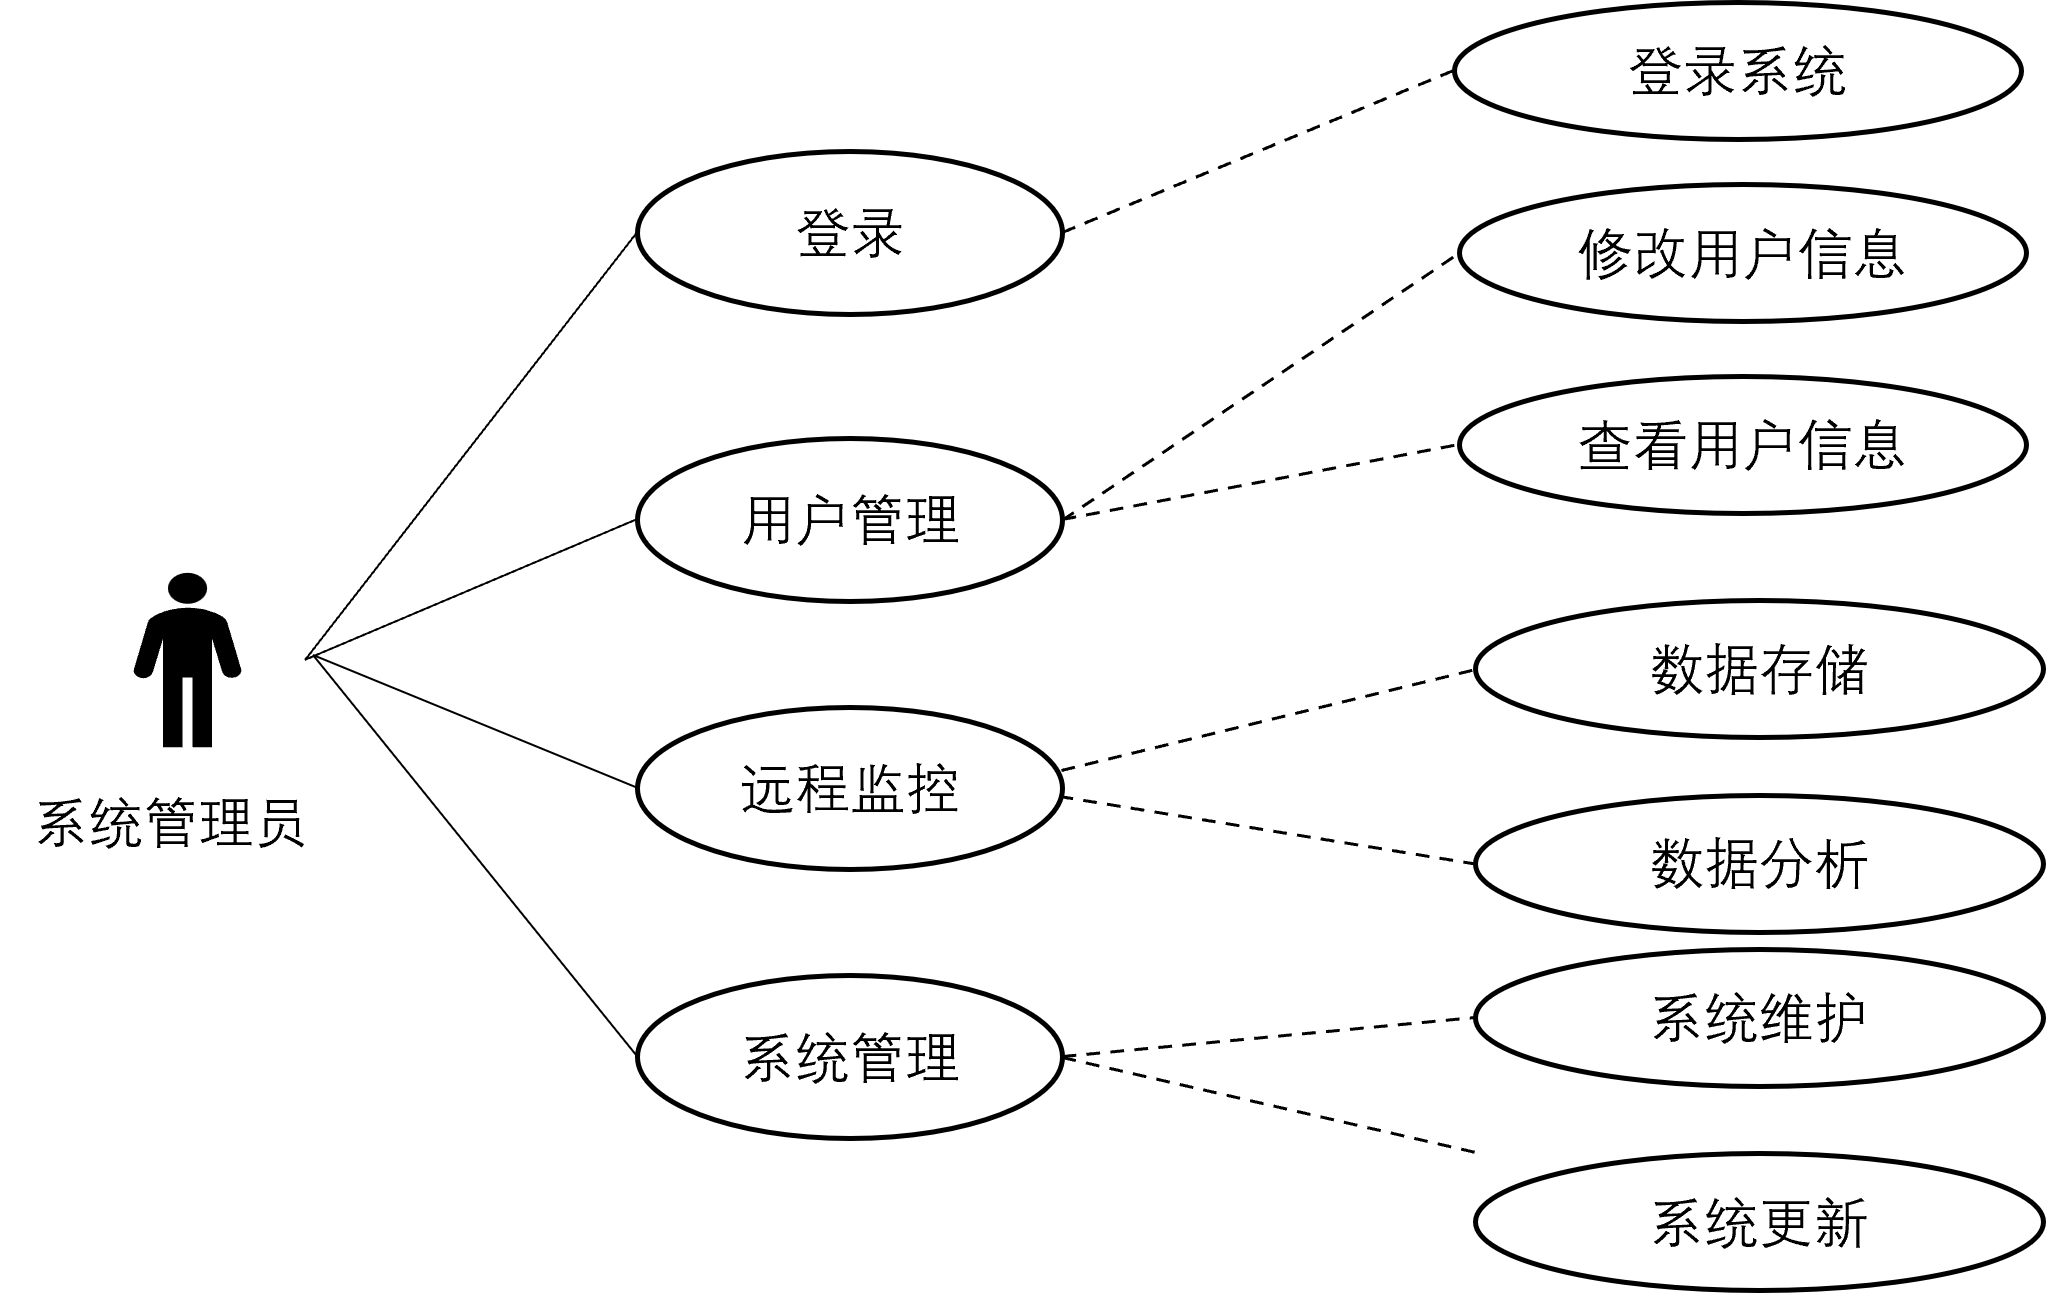 登录系统
登录
修改用户信息
查看用户信息
用户管理
数据存储
远程监控
系统管理员
数据分析
系统维护
系统管理
系统更新